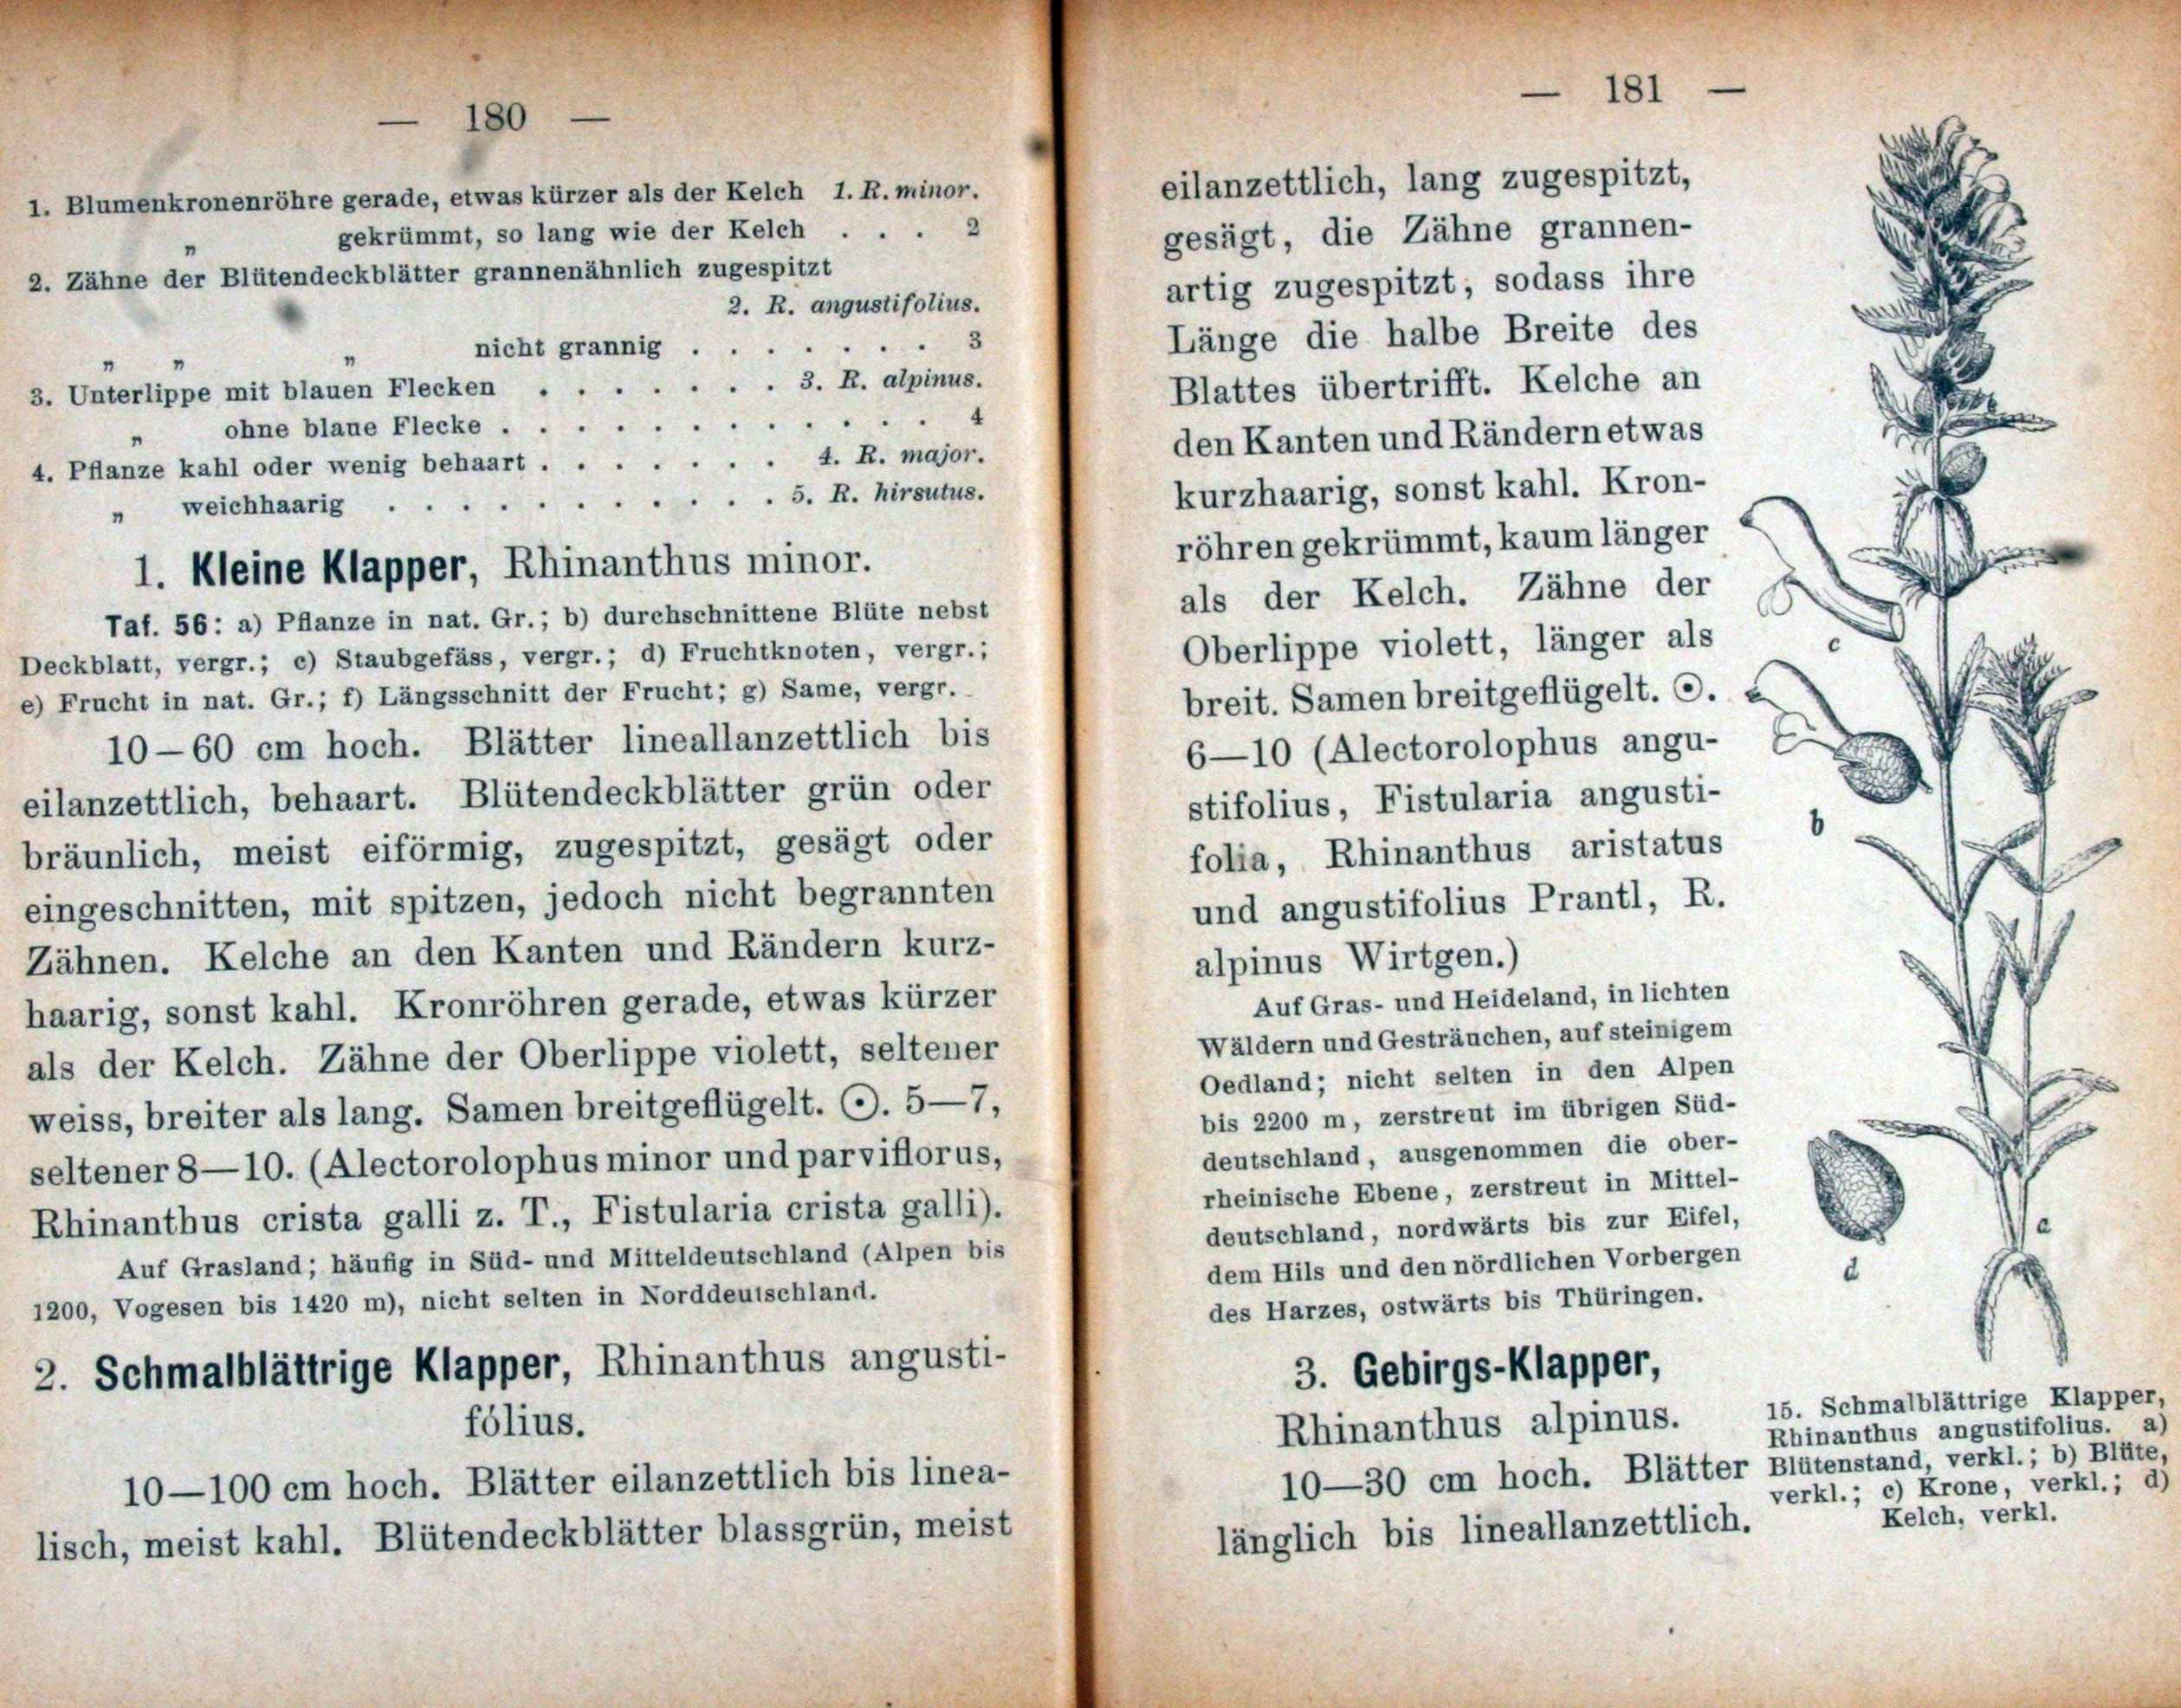 — 180 —
1. Blumenkronenröhre gerade, etwas kürzer als der Kelch 1. R. minor.
„ gekrümmt, so lang wie der Kelch . . . 2
2. Zähne der Blütendeckblätter grannenähnlich zugespitzt
2. R. angustifolius.
„ „ „ nicht grannig . . . . . . . . 3
3. Unterlippe mit blauen Flecken . . . . . . . . 3. R. alpinus.
„ ohne blaue Flecke . . . . . . . . . . . . 4
4. Pflanze kahl oder wenig behaart . . . . . . . . 4. R. major.
„ weichhaarig . . . . . . . . . . . 5. R. hirsutus.
1. Kleine Klapper, Rhinanthus minor.
Taf. 56: a) Pflanze in nat. Gr.; b) durchschnittene Blüte nebst
Deckblatt, vergr.; c) Staubgefäss, vergr.; d) Fruchtknoten, vergr.;
e) Frucht in nat. Gr.; f) Längsschnitt der Frucht; g) Same, vergr.
10—60 cm hoch. Blätter lineallanzettlich bis
eilanzettlich, behaart. Blütendeckblätter grün oder
bräunlich, meist eiförmig, zugespitzt, gesägt oder
eingeschnitten, mit spitzen, jedoch nicht begrannten
Zähnen. Kelche an den Kanten und Rändern kurz-
haarig, sonst kahl. Kronröhren gerade, etwas kürzer
als der Kelch. Zähne der Oberlippe violett, seltener
weiss, breiter als lang. Samen breitgeflügelt. ⊙. 5—7,
seltener 8—10. (Alectorolophus minor und parviflorus,
Rhinanthus crista galli z. T., Fistularia crista galli).
Auf Grasland; häufig in Süd- und Mitteldeutschland (Alpen bis
1200, Vogesen bis 1420 m), nicht selten in Norddeutschland.
2. Schmalblättrige Klapper, Rhinanthus angusti-
fólius.
10—100 cm hoch. Blätter eilanzettlich bis linea-
lisch, meist kahl. Blütendeckblätter blassgrün, meist
— 181 —
eilanzettlich, lang zugespitzt,
gesägt, die Zähne grannen-
artig zugespitzt, sodass ihre
Länge die halbe Breite des
Blattes übertrifft. Kelche an
den Kanten und Rändern etwas
kurzhaarig, sonst kahl. Kron-
röhren gekrümmt, kaum länger
als der Kelch. Zähne der
Oberlippe violett, länger als
breit. Samen breitgeflügelt. ⊙.
6—10 (Alectorolophus angu-
stifolius, Fistularia angusti-
folia, Rhinanthus aristatus
und angustifolius Prantl, R.
alpinus Wirtgen.)
Auf Gras- und Heideland, in lichten
Wäldern und Gesträuchen, auf steinigem
Oedland; nicht selten in den Alpen
bis 2200 m, zerstreut im übrigen Süd-
deutschland, ausgenommen die ober-
rheinische Ebene, zerstreut in Mittel-
deutschland, nordwärts bis zur Eifel,
dem Hils und den nördlichen Vorbergen
des Harzes, ostwärts bis Thüringen.
3. Gebirgs-Klapper,
Rhinanthus alpinus.
10—30 cm hoch. Blätter
länglich bis lineallanzettlich.
c
b
a
d
15. Schmalblättrige Klapper,
Rhinanthus angustifolius. a)
Blütenstand, verkl.; b) Blüte,
verkl.; c) Krone, verkl.; d)
Kelch, verkl.